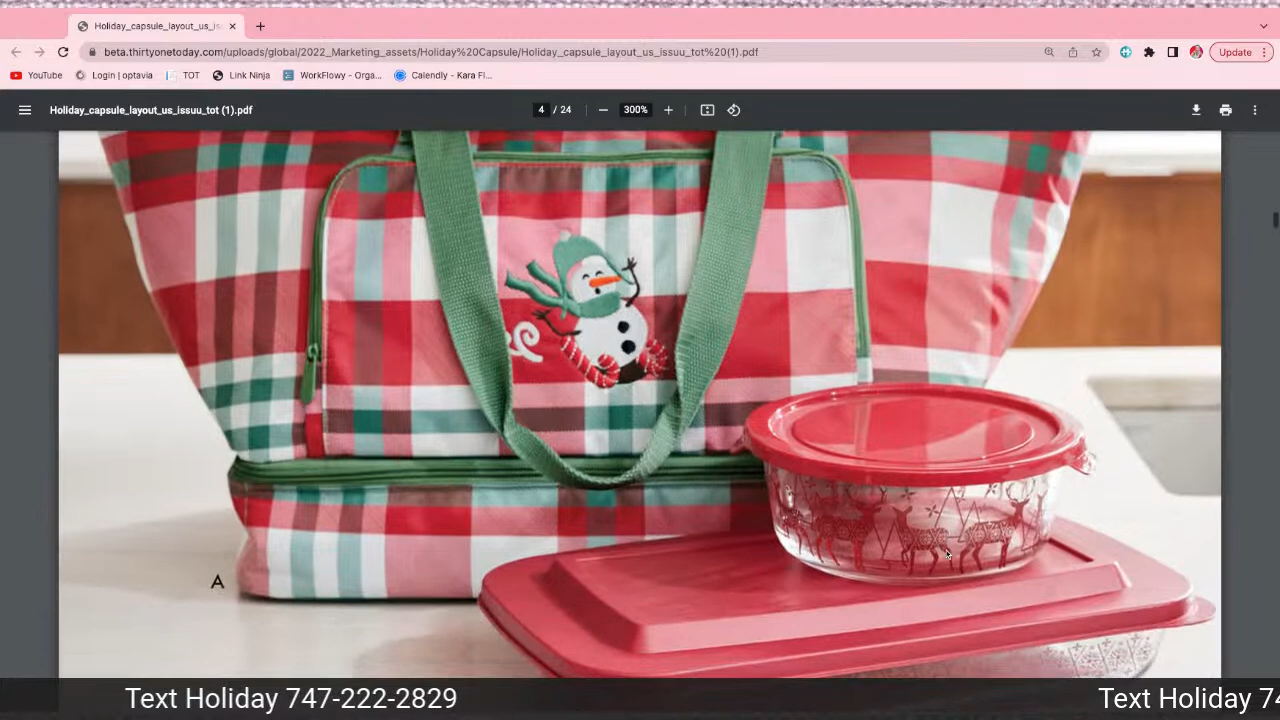 Holiday_capsule_layout_us_is
beta.thirtyonetoday.com/uploads/global/2022_Marketing_assets/Holiday%20Capsule/Holiday_capsule_layout_us_issuu_tot%20(1).pdf
Update
YouTube
Login | optavia
TOT
Link Ninja
WorkFlowy - Orga...
Calendly - Kara Fl...
Holiday_capsule_layout_us_issuu_tot (1).pdf
4 / 24
300%
A
Text Holiday 747-222-2829
Text Holiday 74